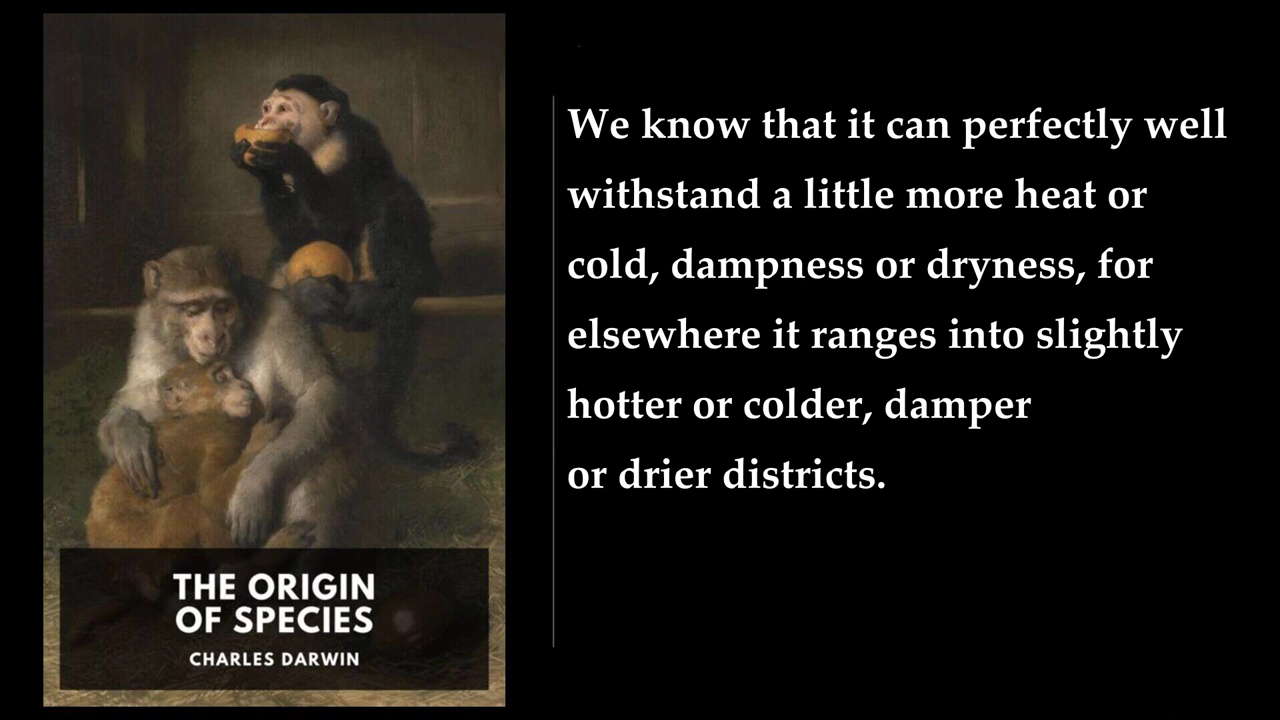 We know that it can perfectly well
withstand a little more heat or
cold, dampness or dryness, for
elsewhere it ranges into slightly
hotter or colder, damper
or drier districts.
THE ORIGIN
OF SPECIES
CHARLES DARWIN